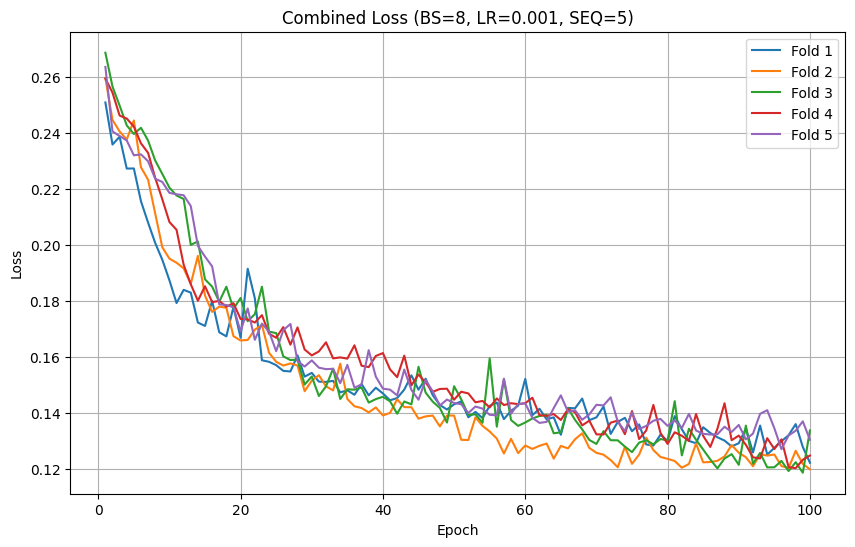 Combined Loss (BS=8, LR=0.001, SEQ=5)
Fold 1
Fold 2
Fold 3
Fold 4
Fold 5
0.26
0.24
0.22
0.20
0.18
0.16
0.14
0.12
Loss
0 20 40 60 80 100
Epoch